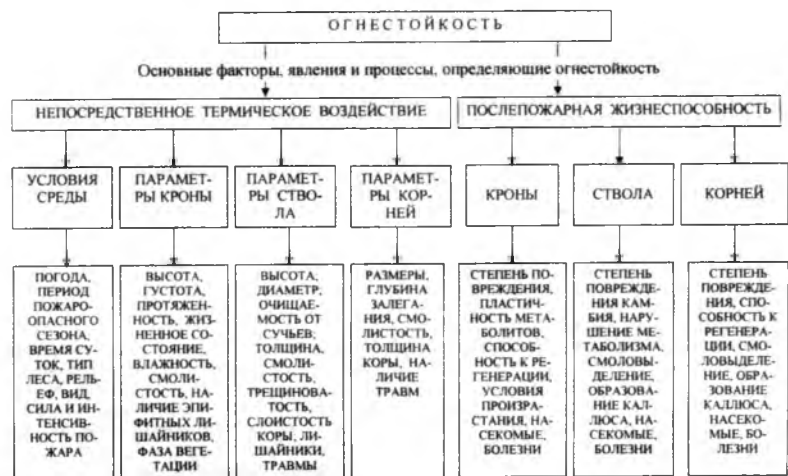 ОГНЕСТОЙКОСТЬ
Основные факторы, явления и процессы, определяющие огнестойкость
НЕПОСРЕДСТВЕННОЕ ТЕРМИЧЕСКОЕ ВОЗДЕЙСТВИЕ
ПОСЛЕПОЖАРНАЯ ЖИЗНЕСПОСОБНОСТЬ
УСЛОВИЯ
СРЕДЫ
ПАРАМЕТ-
РЫ КРОНЫ
ПАРАМЕТ-
РЫ СТВО-
ЛА
ПАРАМЕТ-
РЫ КОР-
НЕЙ
КРОНЫ
СТВОЛА
КОРНЕЙ
ПОГОДА,
ПЕРИОД
ПОЖАРО-
ОПАСНОГО
СЕЗОНА,
ВРЕМЯ СУ-
ТОК, ТИП
ЛЕСА, РЕЛЬ-
ЕФ, ВИД,
СИЛА И ИН-
ТЕНСИВ-
НОСТЬ ПО-
ЖАРА
ВЫСОТА,
ГУСТОТА,
ПРОТЯЖЕН-
НОСТЬ, ЖИЗ-
НЕННОЕ СО-
СТОЯНИЕ,
ВЛАЖНОСТЬ,
СМОЛИ-
СТОСТЬ, НА-
ЛИЧИЕ ЭПИ-
ФИТНЫХ ЛИ-
ШАЙНИКОВ,
ФАЗА ВЕГЕ-
ТАЦИИ
ВЫСОТА,
ДИАМЕТР,
ОЧИЩАЕ-
МОСТЬ ОТ
СУЧЬЕВ,
ТОЛЩИНА,
СМОЛИ-
СТОСТЬ,
ТРЕЩИНОВА-
ТОСТЬ,
СЛОИСТОСТЬ
КОРЫ, ЛИ-
ШАЙНИКИ,
ТРАВМЫ
РАЗМЕРЫ,
ГЛУБИНА
ЗАЛЕГА-
НИЯ, СМО-
ЛИСТОСТЬ,
ТОЛЩИНА
КОРЫ, НА-
ЛИЧИЕ
ТРАВМ
СТЕПЕНЬ ПО-
ВРЕЖДЕНИЯ,
ПЛАСТИЧ-
НОСТЬ МЕТА-
БОЛИТОВ,
СПОСОБ-
НОСТЬ К РЕ-
ГЕНЕРАЦИИ,
УСЛОВИЯ
ПРОИЗРА-
СТАНИЯ, НА-
СЕКОМЫЕ,
БОЛЕЗНИ
СТЕПЕНЬ
ПОВРЕЖДЕ-
НИЯ КАМ-
БИЯ, НАРУ-
ШЕНИЕ МЕ-
ТАБОЛИЗМА,
СМОЛОВЫ-
ДЕЛЕНИЕ,
ОБРАЗОВА-
НИЕ КАЛ-
ЛЮСА, НА-
СЕКОМЫЕ,
БОЛЕЗНИ
СТЕПЕНЬ
ПОВРЕЖДЕ-
НИЯ, СПО-
СОБНОСТЬ К
РЕГЕНЕРА-
ЦИИ, СМО-
ЛОВЫДЕЛЕ-
НИЕ, ОБРА-
ЗОВАНИЕ
КАЛЛЮСА,
НАСЕКО-
МЫЕ, БО-
ЛЕЗНИ